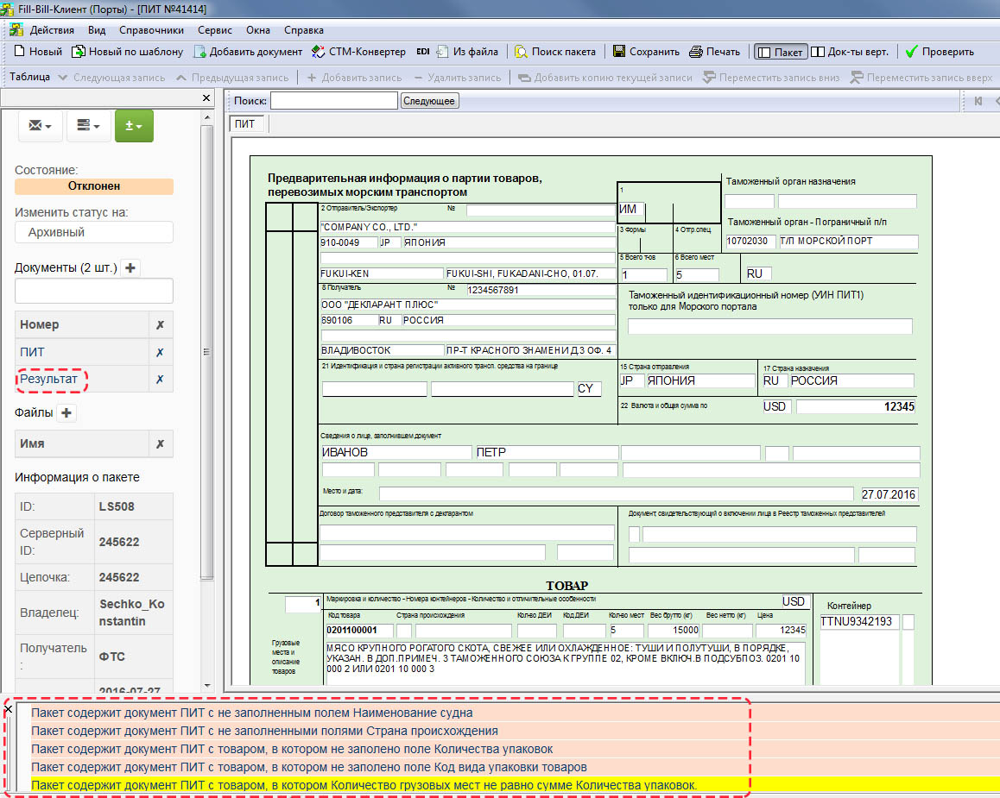 Fill-Bill-Клиент (Порты) - [ПИТ №41414]
Действия Вид Справочники Сервис Окна Справка
Новый Новый по шаблону Добавить документ СТМ-Конвертер EDI Из файла Поиск пакета Сохранить Печать Пакет Док-ты верт. Проверить
Таблица Следующая запись Предыдущая запись Добавить запись Удалить запись Добавить копию текущей записи Переместить запись вниз Переместить запись вверх
Поиск: Следующее
ПИТ
Состояние:
Отклонен
Изменить статус на:
Архивный
Документы (2 шт.)
Номер
ПИТ
Результат
Файлы
Имя
Информация о пакете
ID: LS508
Серверный ID: 245622
Цепочка: 245622
Владелец: Sechko_Ko
nstantin
Получатель
: ФТС
2016-07-27
Предварительная информация о партии товаров,
перевозимых морским транспортом
1
ИМ
Таможенный орган назначения
Таможенный орган - Пограничный п/п
10702030 Т/П МОРСКОЙ ПОРТ
2 Отправитель/Экспортер №
"COMPANY CO., LTD."
910-0049 JP ЯПОНИЯ
FUKUI-KEN FUKUI-SHI, FUKADANI-CHO, 01.07.
3 Формы 4 Отгр.спец.
5 Всего т-ов 6 Всего мест
1 5 RU
8 Получатель № 1234567891
ООО "ДЕКЛАРАНТ ПЛЮС"
690106 RU РОССИЯ
ВЛАДИВОСТОК ПР-Т КРАСНОГО ЗНАМЕНИ Д.3 ОФ. 4
Таможенный идентификационный номер (УИН ПИТ1)
только для Морского портала
21 Идентификация и страна регистрации активного трансп. средства на границе
CY
15 Страна отправления 17 Страна назначения
JP ЯПОНИЯ RU РОССИЯ
22 Валюта и общая сумма по USD 12345
Сведения о лице, заполнившем документ
ИВАНОВ ПЕТР
Место и дата: 27.07.2016
Договор таможенного представителя с декларантом
Документ, свидетельствующий о включении лица в Реестр таможенных представителей
ТОВАР
1 Маркировка и количество - Номера контейнеров - Количество и отличительные особенности USD Контейнер
Код товара Страна происхождения Кол-во ДЕИ Код ДЕИ Кол-во мест Вес брутто (кг) Вес нетто (кг) Цена
0201100001 5 15000 12345
TTNU9342193
Грузовые
места и
описание
товаров
МЯСО КРУПНОГО РОГАТОГО СКОТА, СВЕЖЕЕ ИЛИ ОХЛАЖДЕННОЕ: ТУШИ И ПОЛУТУШИ, В ПОРЯДКЕ,
УКАЗАН. В ДОП.ПРИМЕЧ. 3 ТАМОЖЕННОГО СОЮЗА К ГРУППЕ 02, КРОМЕ ВКЛЮЧ.В ПОДСУБПОЗ. 0201 10
000 2 ИЛИ 0201 10 000 3
Пакет содержит документ ПИТ с не заполненным полем Наименование судна
Пакет содержит документ ПИТ с не заполненными полями Страна происхождения
Пакет содержит документ ПИТ с товаром, в котором не заполено поле Количества упаковок
Пакет содержит документ ПИТ с товаром, в котором не заполено поле Код вида упаковки товаров
Пакет содержит документ ПИТ с товаром, в котором Количество грузовых мест не равно сумме Количества упаковок.